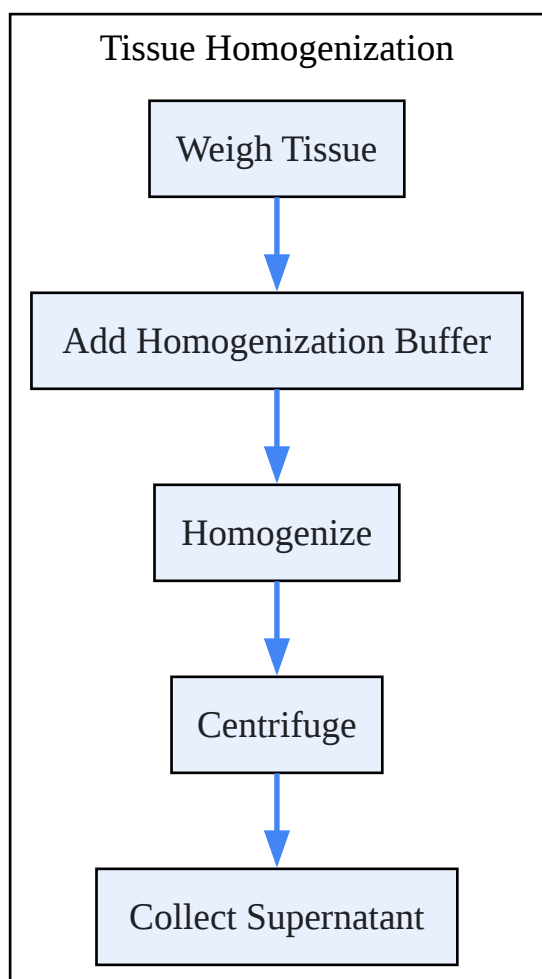 Tissue Homogenization
Weigh Tissue
Add Homogenization Buffer
Homogenize
Centrifuge
Collect Supernatant